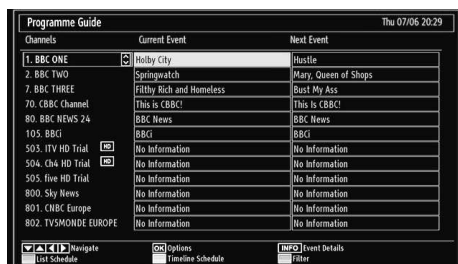 Programme Guide Thu 07/06 20:29
Channels Current Event Next Event
1. BBC ONE Holby City Hustle
2. BBC TWO Springwatch Mary, Queen of Shops
7. BBC THREE Filthy Rich and Homeless Bust My Ass
70. CBBC Channel This is CBBC! This Is CBBC!
80. BBC NEWS 24 BBC News BBC News
105. BBCi BBCi BBCi
503. ITV HD Trial HD No Information No Information
504. Ch4 HD Trial HD No Information No Information
505. five HD Trial No Information No Information
800. Sky News No Information No Information
801. CNBC Europe No Information No Information
802. TV5MONDE EUROPE No Information No Information
Navigate OK Options INFO Event Details
List Schedule Timeline Schedule Filter